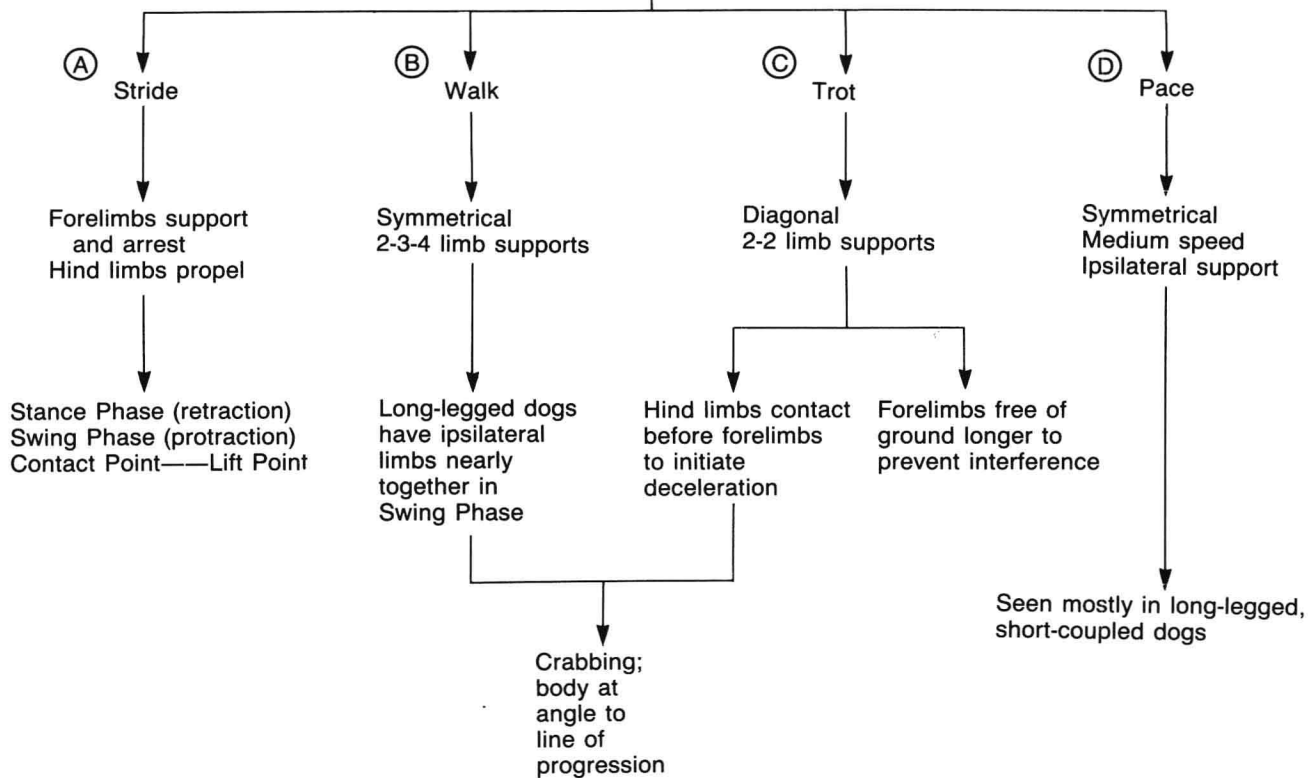 A
Stride
Forelimbs support
and arrest
Hind limbs propel
Stance Phase (retraction)
Swing Phase (protraction)
Contact Point——Lift Point
B
Walk
Symmetrical
2-3-4 limb supports
Long-legged dogs
have ipsilateral
limbs nearly
together in
Swing Phase
C
Trot
Diagonal
2-2 limb supports
Hind limbs contact
before forelimbs
to initiate
deceleration
Forelimbs free of
ground longer to
prevent interference
Crabbing;
body at
angle to
line of
progression
D
Pace
Symmetrical
Medium speed
Ipsilateral support
Seen mostly in long-legged,
short-coupled dogs